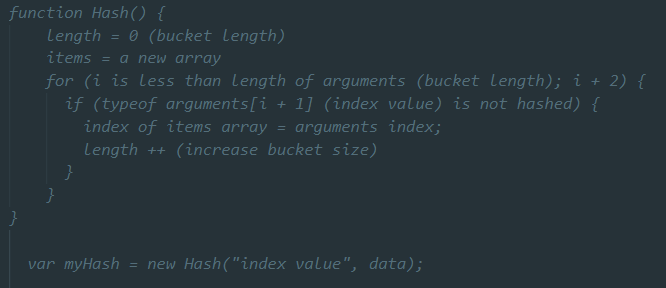 function Hash() {
length = 0 (bucket length)
items = a new array
for (i is less than length of arguments (bucket length); i + 2) {
if (typeof arguments[i + 1] (index value) is not hashed) {
index of items array = arguments index;
length ++ (increase bucket size)
}
}
}
var myHash = new Hash("index value", data);